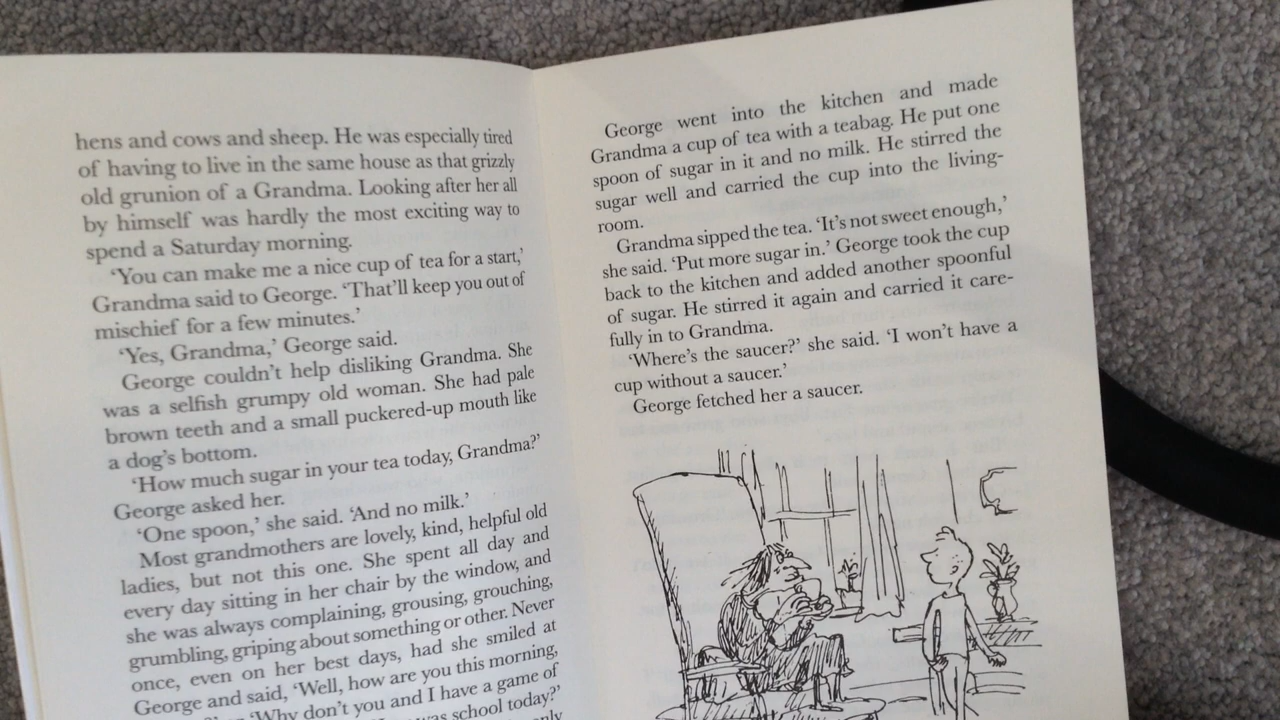 hens and cows and sheep. He was especially tired
of having to live in the same house as that grizzly
old grunion of a Grandma. Looking after her all
by himself was hardly the most exciting way to
spend a Saturday morning.
‘You can make me a nice cup of tea for a start,’
Grandma said to George. ‘That’ll keep you out of
mischief for a few minutes.’
‘Yes, Grandma,’ George said.
George couldn’t help disliking Grandma. She
was a selfish grumpy old woman. She had pale
brown teeth and a small puckered-up mouth like
a dog’s bottom.
‘How much sugar in your tea today, Grandma?’
George asked her.
‘One spoon,’ she said. ‘And no milk.’
Most grandmothers are lovely, kind, helpful old
ladies, but not this one. She spent all day and
every day sitting in her chair by the window, and
she was always complaining, grousing, grouching,
grumbling, griping about something or other. Never
once, even on her best days, had she smiled at
George and said, ‘Well, how are you this morning,
‘Why don’t you and I have a game of
was school today?’
only
George went into the kitchen and made
Grandma a cup of tea with a teabag. He put one
spoon of sugar in it and no milk. He stirred the
sugar well and carried the cup into the living-
room.
Grandma sipped the tea. ‘It’s not sweet enough,’
she said. ‘Put more sugar in.’ George took the cup
back to the kitchen and added another spoonful
of sugar. He stirred it again and carried it care-
fully in to Grandma.
‘Where’s the saucer?’ she said. ‘I won’t have a
cup without a saucer.’
George fetched her a saucer.